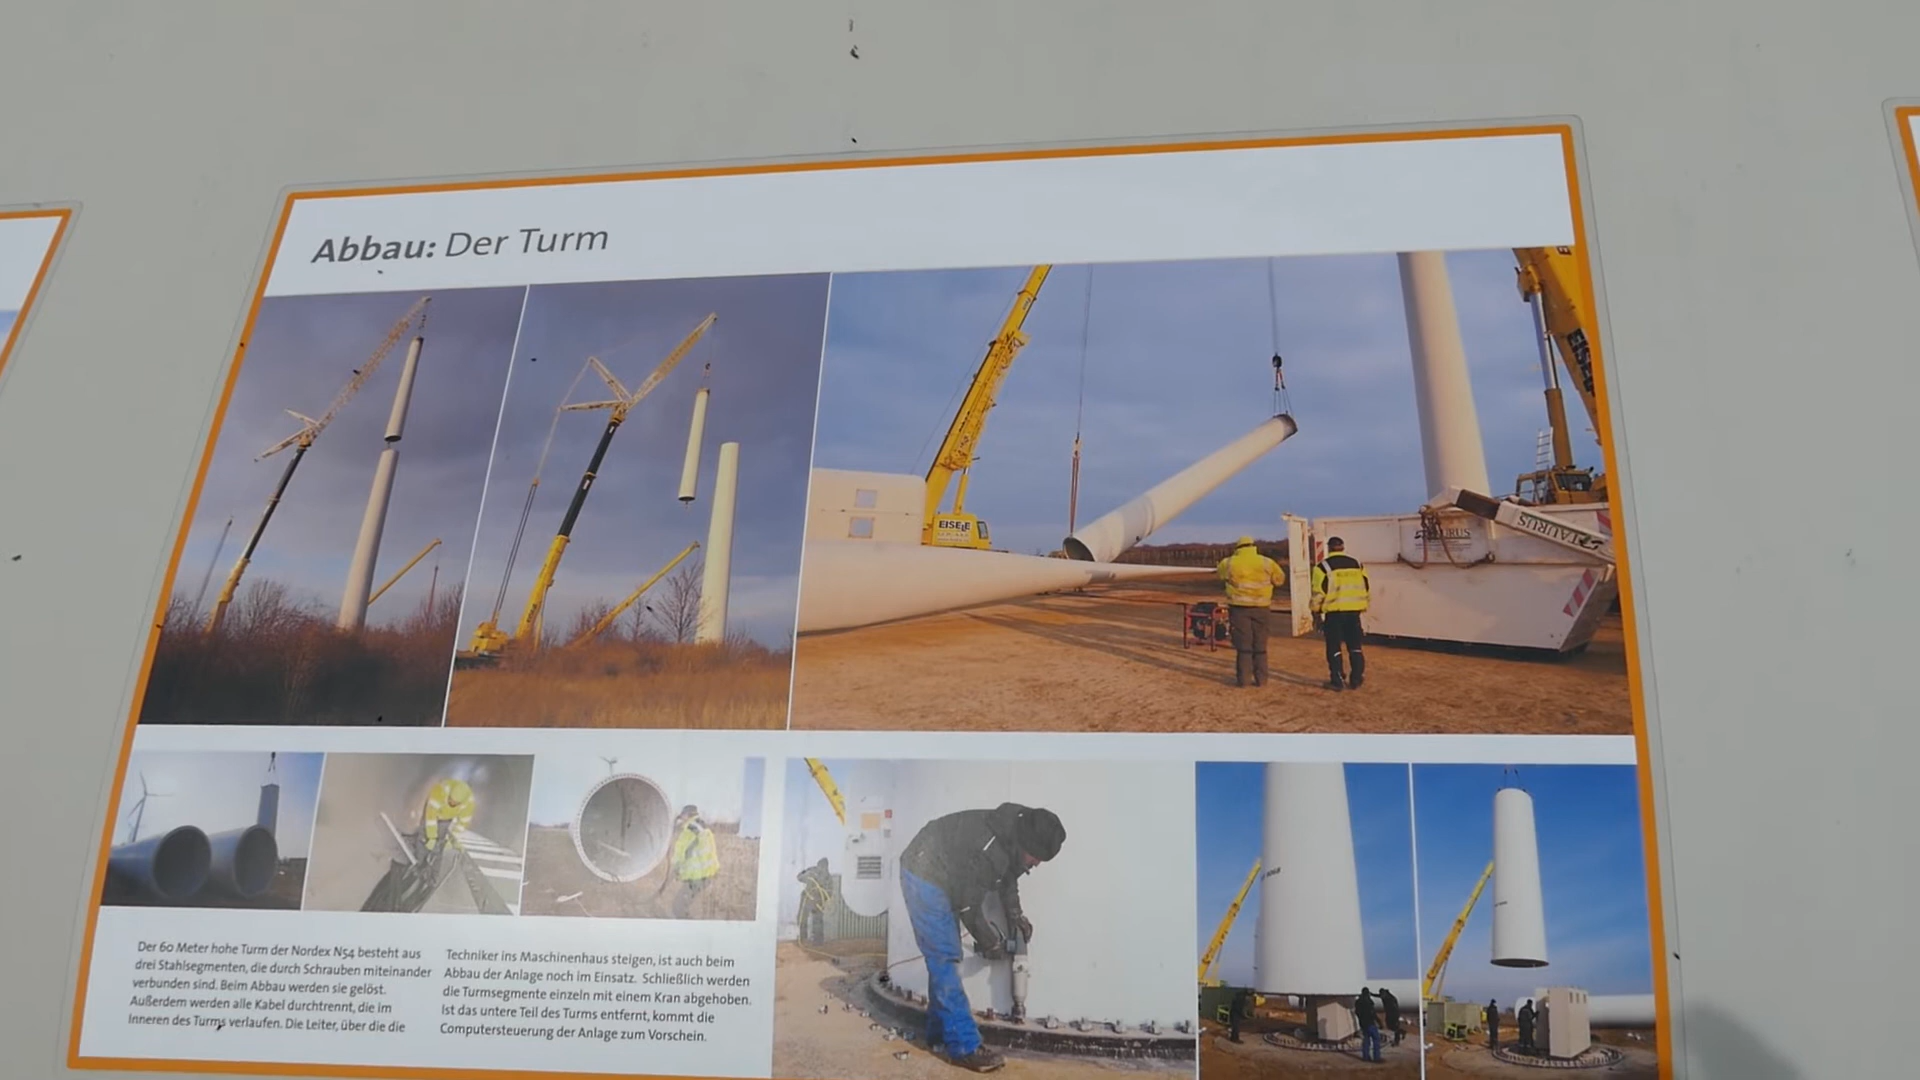 Abbau: Der Turm
EISELE
TAURUS
STAURUS
Der 60 Meter hohe Turm der Nordex N54 besteht aus
drei Stahlsegmenten, die durch Schrauben miteinander
verbunden sind. Beim Abbau werden sie gelöst.
Außerdem werden alle Kabel durchtrennt, die im
Inneren des Turms verlaufen. Die Leiter, über die die
Techniker ins Maschinenhaus steigen, ist auch beim
Abbau der Anlage noch im Einsatz. Schließlich werden
die Turmsegmente einzeln mit einem Kran abgehoben.
Ist das untere Teil des Turms entfernt, kommt die
Computersteuerung der Anlage zum Vorschein.